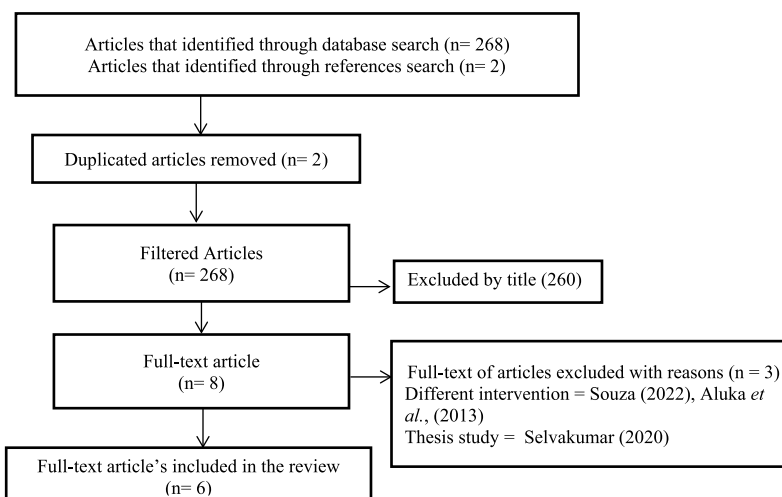 Articles that identified through database search (n= 268)
Articles that identified through references search (n= 2)
Duplicated articles removed (n= 2)
Filtered Articles
(n= 268)
Excluded by title (260)
Full-text article
(n= 8)
Full-text of articles excluded with reasons (n = 3)
Different intervention = Souza (2022), Aluka et
al., (2013)
Thesis study = Selvakumar (2020)
Full-text article’s included in the review
(n= 6)